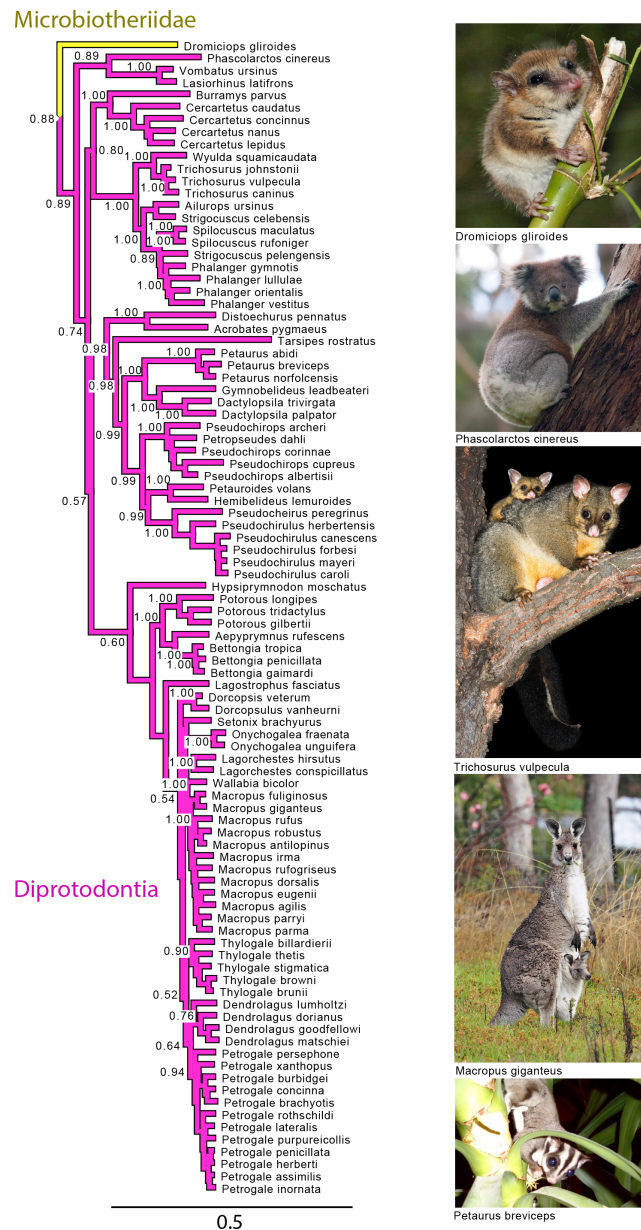 Microbiotheriidae
Dromiciops gliroides
0.89
Phascolarctos cinereus
1.00
Vombatus ursinus
Lasiorhinus latifrons
1.00
Burramys parvus
Cercartetus caudatus
0.88
Cercartetus concinnus
1.00
Cercartetus nanus
Cercartetus lepidus
0.80
1.00
Wyulda squamicaudata
Trichosurus johnstonii
1.00
Trichosurus vulpecula
Trichosurus caninus
0.89
1.00
Ailurops ursinus
Strigocuscus celebensis
1.00
Spilocuscus maculatus
1.00
1.00
Spilocuscus rufoniger
0.89
Strigocuscus pelengensis
Phalanger gymnotis
1.00
Phalanger lullulae
Phalanger orientalis
Phalanger vestitus
1.00
Distoechurus pennatus
0.74
Acrobates pygmaeus
Tarsipes rostratus
0.98
1.00
Petaurus abidi
Petaurus breviceps
1.00
Petaurus norfolcensis
0.98
Gymnobelideus leadbeateri
1.00
Dactylopsila trivirgata
1.00
Dactylopsila palpator
Pseudochirops archeri
0.99
Petropseudes dahli
Pseudochirops corinnae
Pseudochirops cupreus
0.99
1.00
Pseudochirops albertisii
Petauroides volans
0.57
Hemibelideus lemuroides
0.99
Pseudocheirus peregrinus
Pseudochirulus herbertensis
1.00
Pseudochirulus canescens
Pseudochirulus forbesi
Pseudochirulus mayeri
Pseudochirulus caroli
Hypsiprymnodon moschatus
1.00
Potorous longipes
1.00
Potorous tridactylus
Potorous gilbertii
0.60
Aepyprymnus rufescens
Bettongia tropica
1.00
1.00
Bettongia penicillata
Bettongia gaimardi
Lagostrophus fasciatus
1.00
Dorcopsis veterum
Dorcopsulus vanheurni
Setonix brachyurus
Onychogalea fraenata
1.00
Onychogalea unguifera
1.00
Lagorchestes hirsutus
Lagorchestes conspicillatus
1.00
Wallabia bicolor
0.54
Macropus fuliginosus
Macropus giganteus
1.00
Macropus rufus
Macropus robustus
Macropus antilopinus
Macropus irma
Macropus rufogriseus
Macropus dorsalis
Diprotodontia
Macropus eugenii
Macropus agilis
Macropus parryi
Macropus parma
Thylogale billardierii
0.90
Thylogale thetis
Thylogale stigmatica
Thylogale browni
0.52
Thylogale brunii
Dendrolagus lumholtzi
0.76
Dendrolagus dorianus
Dendrolagus goodfellowi
0.64
Dendrolagus matschiei
Petrogale persephone
0.94
Petrogale xanthopus
Petrogale burbidgei
Petrogale concinna
Petrogale brachyotis
Petrogale rothschildi
Petrogale lateralis
Petrogale purpureicollis
Petrogale penicillata
Petrogale herberti
Petrogale assimilis
Petrogale inornata
0.5
Dromiciops gliroides
Phascolarctos cinereus
Trichosurus vulpecula
Macropus giganteus
Petaurus breviceps